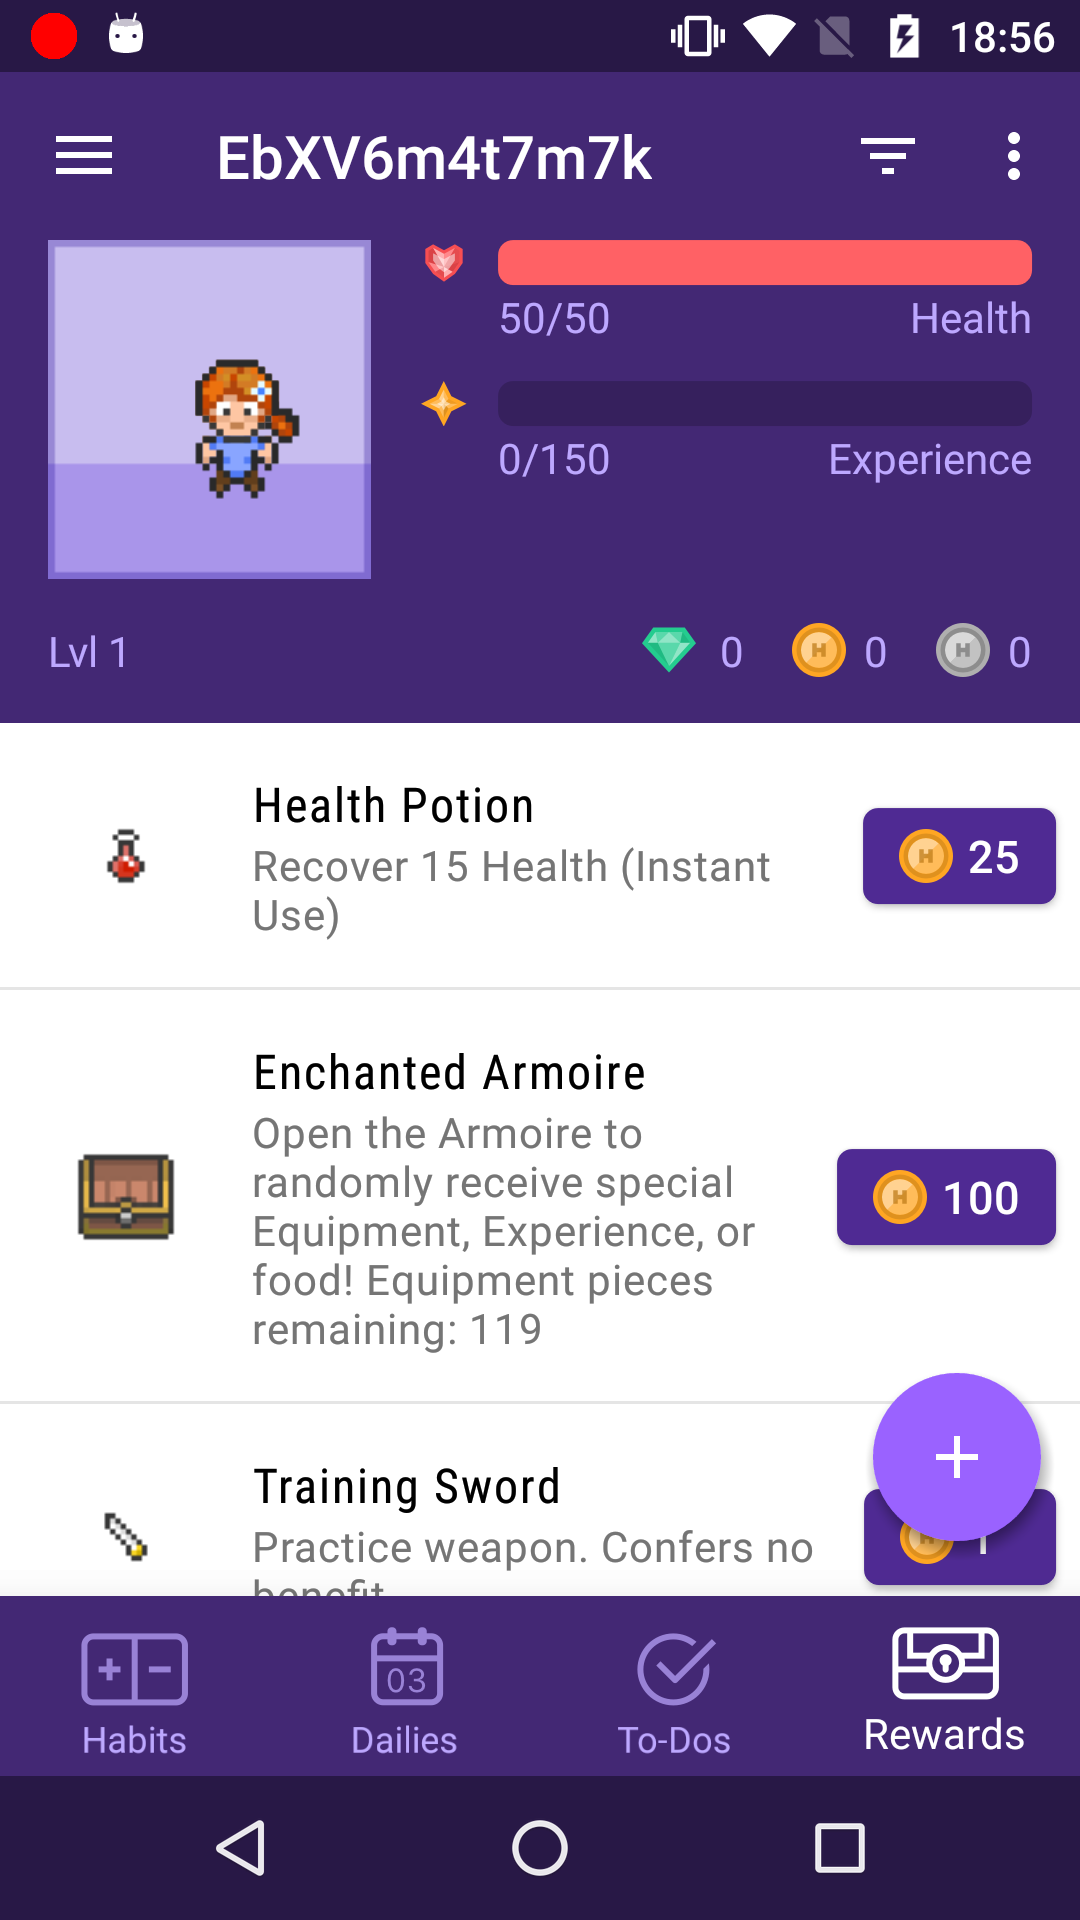 18:56
EbXV6m4t7m7k
50/50 Health
0/150 Experience
Lvl 1 0 0 0
Health Potion
Recover 15 Health (Instant
Use)
25
Enchanted Armoire
Open the Armoire to
randomly receive special
Equipment, Experience, or
food! Equipment pieces
remaining: 119
100
Training Sword
Practice weapon. Confers no
benefit.
03
Habits Dailies To-Dos Rewards